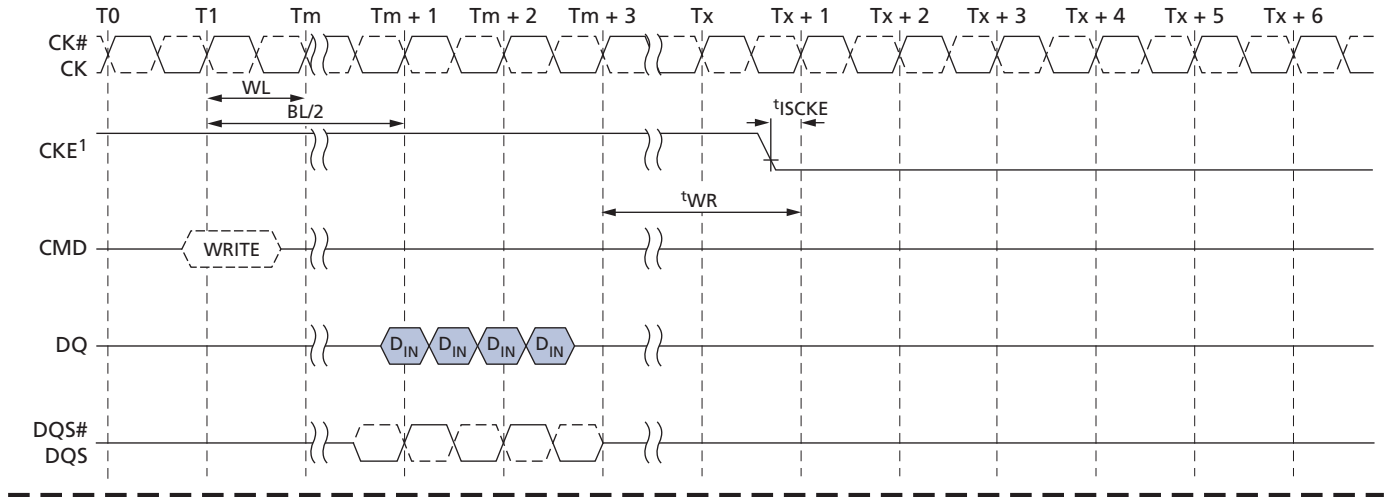 T0 T1 Tm Tm + 1 Tm + 2 Tm + 3 Tx Tx + 1 Tx + 2 Tx + 3 Tx + 4 Tx + 5 Tx + 6
CK#
CK
WL
BL/2
tISCKE
CKE1
tWR
CMD WRITE
DQ DIN DIN DIN DIN
DQS#
DQS